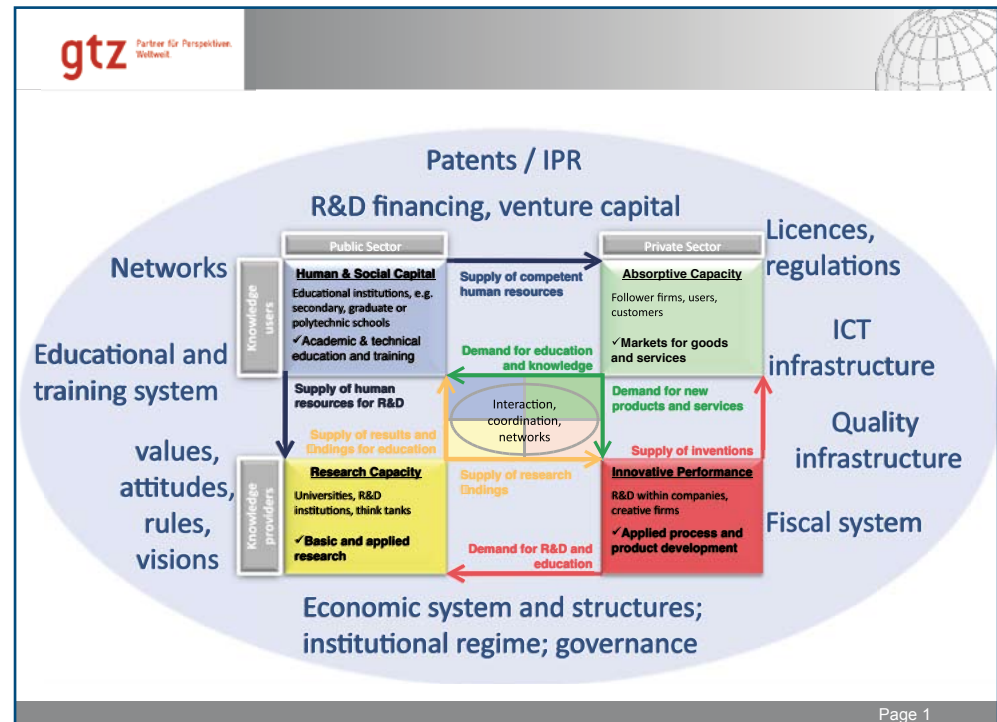 gtz
Partner für Perspektiven.
Weltweit.
Patents / IPR
R&D financing, venture capital
Networks
Educational and
training system
values,
attitudes,
rules,
visions
Licences,
regulations
ICT
infrastructure
Quality
infrastructure
Fiscal system
Public Sector
Private Sector
Knowledge
users
Knowledge
providers
Human & Social Capital
Educational institutions, e.g.
secondary, graduate or
polytechnic schools
✓Academic & technical
education and training
Supply of competent
human resources
Absorptive Capacity
Follower firms, users,
customers
✓Markets for goods
and services
Demand for education
and knowledge
Supply of human
resources for R&D
Interaction,
coordination,
networks
Demand for new
products and services
Supply of results and
findings for education
Supply of inventions
Research Capacity
Universities, R&D
institutions, think tanks
✓Basic and applied
research
Supply of research
findings
Innovative Performance
R&D within companies,
creative firms
✓Applied process and
product development
Demand for R&D and
education
Economic system and structures;
institutional regime; governance
Page 1